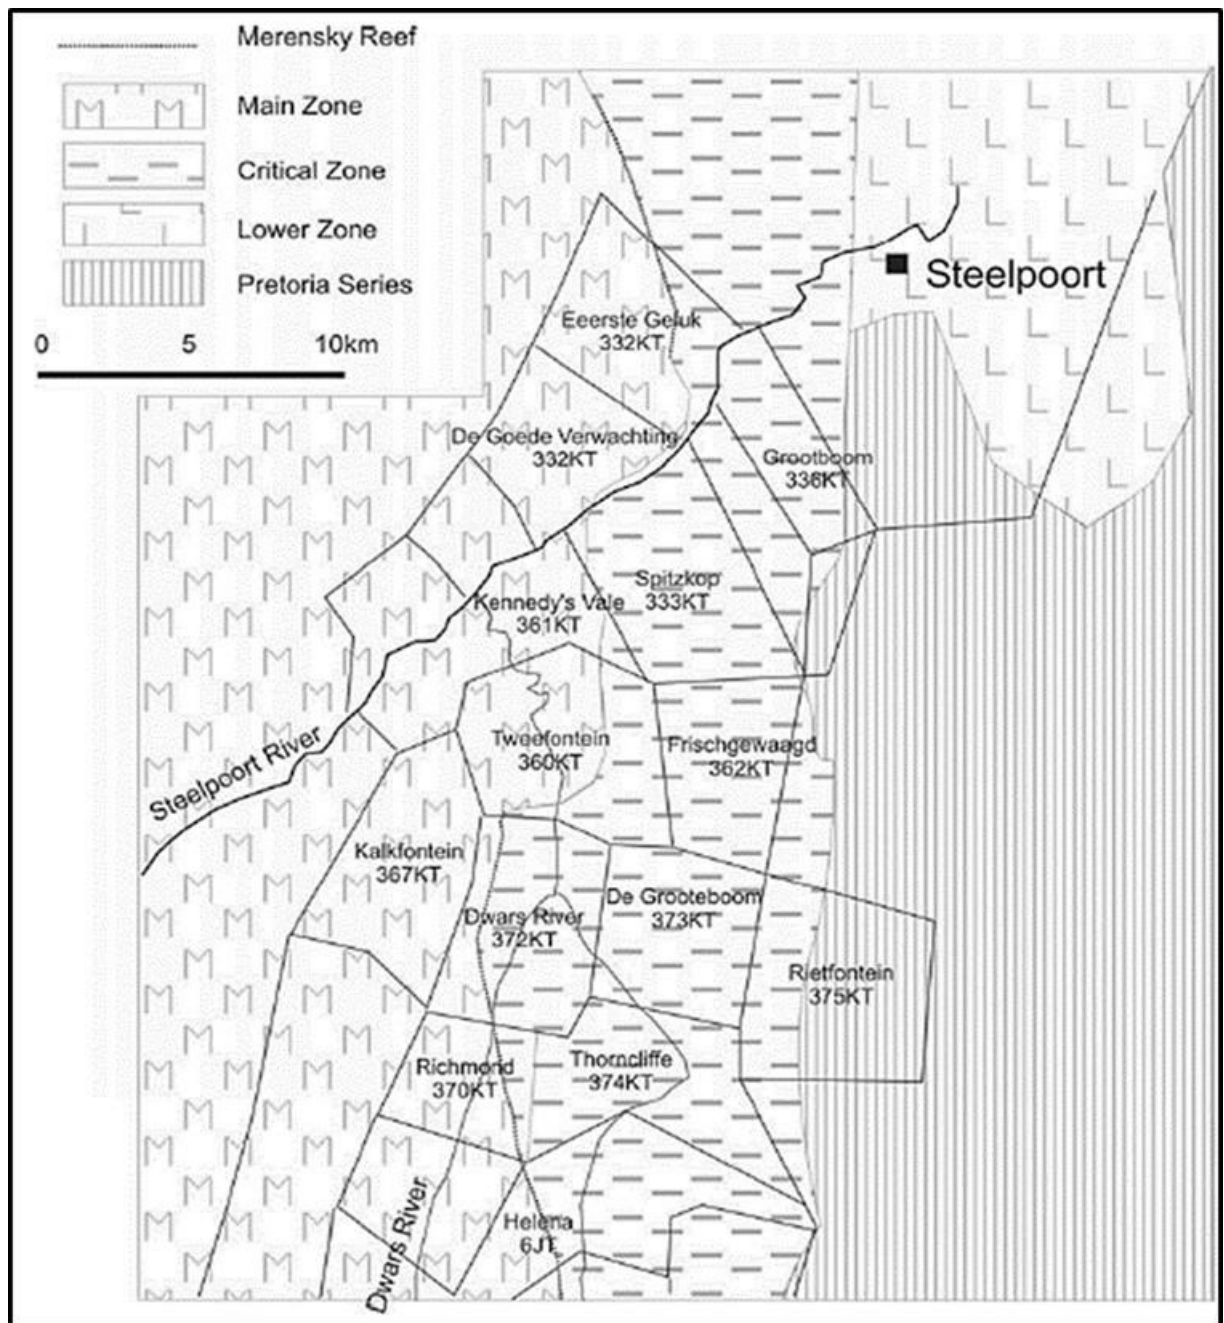 Merensky Reef
Main Zone
Critical Zone
Lower Zone
Pretoria Series
0 5 10km
Steelpoort
Eeerste Geluk
332KT
De Goede Verwachting
332KT
Grootboom
336KT
Spitzkop
333KT
Kennedy's Vale
361KT
Tweefontein
360KT
Frischgewaagd
362KT
Steelpoort River
Kalkfontein
367KT
De Grooteboom
373KT
Dwars River
372KT
Rietfontein
375KT
Richmond
370KT
Thorncliffe
374KT
Helena
6JT
Dwars River